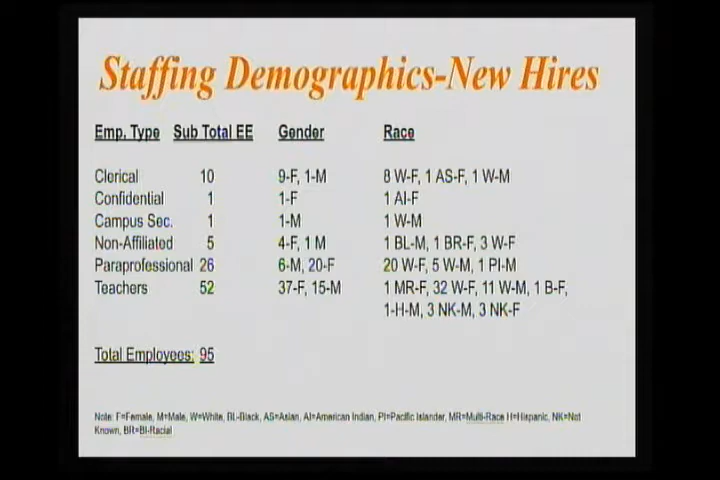 Staffing Demographics-New Hires
Emp. Type Sub Total EE Gender Race
Clerical 10 9-F, 1-M 8 W-F, 1 AS-F, 1 W-M
Confidential 1 1-F 1 AI-F
Campus Sec. 1 1-M 1 W-M
Non-Affiliated 5 4-F, 1 M 1 BL-M, 1 BR-F, 3 W-F
Paraprofessional 26 6-M, 20-F 20 W-F, 5 W-M, 1 PI-M
Teachers 52 37-F, 15-M 1 MR-F, 32 W-F, 11 W-M, 1 B-F,
1-H-M, 3 NK-M, 3 NK-F
Total Employees: 95
Note: F=Female, M=Male, W=White, BL-Black, AS=Asian, AI=American Indian, PI=Pacific Islander, MR=Multi-Race H=Hispanic, NK=Not
Known, BR=BI-Racial